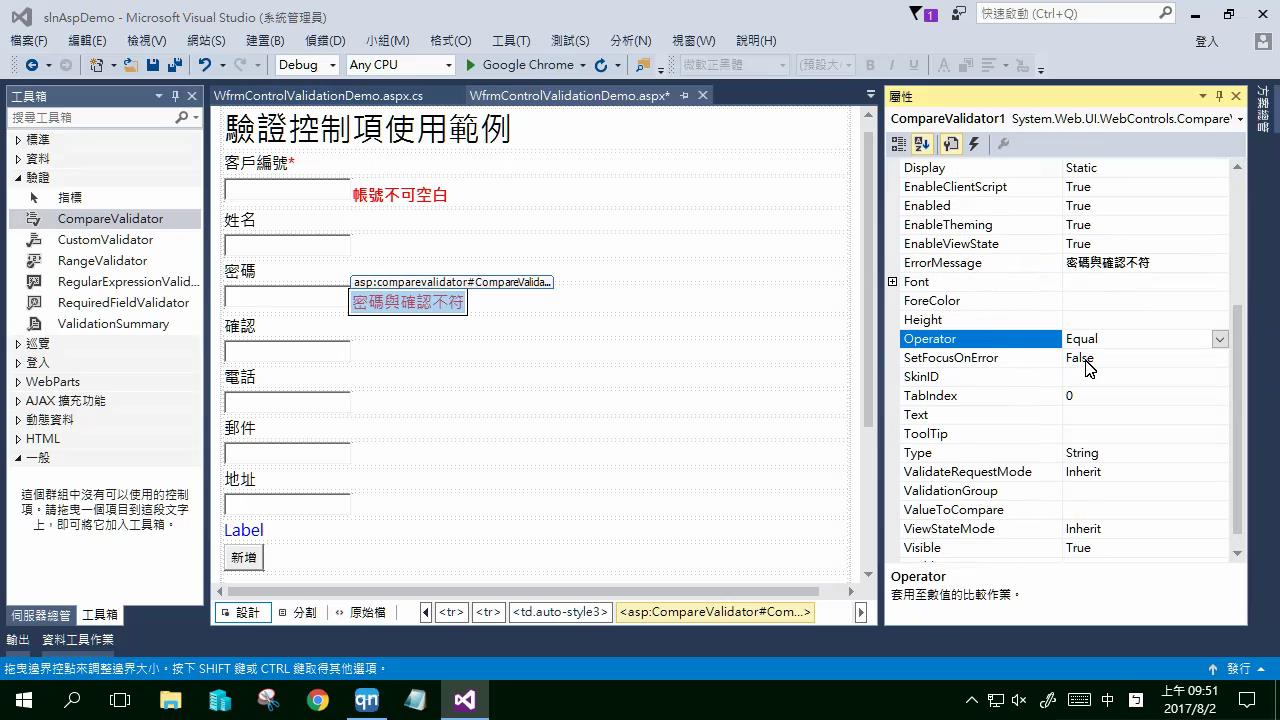 slnAspDemo - Microsoft Visual Studio (系統管理員)
1
快速啟動 (Ctrl+Q)
檔案(F) 編輯(E) 檢視(V) 網站(S) 建置(B) 偵錯(D) 小組(M) 格式(O) 工具(T) 測試(S) 分析(N) 視窗(W) 說明(H) 登入
Debug Any CPU Google Chrome 微軟正黑體 (預設大 B I U A
工具箱
搜尋工具箱
標準
資料
驗證
指標
CompareValidator
CustomValidator
RangeValidator
RegularExpressionValid...
RequiredFieldValidator
ValidationSummary
巡覽
登入
WebParts
AJAX 擴充功能
動態資料
HTML
一般
這個群組中沒有可以使用的控制
項。請拖曳一個項目到這段文字
上，即可將它加入工具箱。
伺服器總管 工具箱
WfrmControlValidationDemo.aspx.cs WfrmControlValidationDemo.aspx*
驗證控制項使用範例
客戶編號*
帳號不可空白
姓名
密碼
asp:comparevalidator#CompareValida...
密碼與確認不符
確認
電話
郵件
地址
Label
新增
設計 分割 原始檔 <tr> <tr> <td.auto-style3> <asp:CompareValidator#Com...>
屬性
CompareValidator1 System.Web.UI.WebControls.Compare
Display Static
EnableClientScript True
Enabled True
EnableTheming True
EnableViewState True
ErrorMessage 密碼與確認不符
Font
ForeColor
Height
Operator Equal
SetFocusOnError False
SkinID
TabIndex 0
Text
ToolTip
Type String
ValidateRequestMode Inherit
ValidationGroup
ValueToCompare
ViewStateMode Inherit
Visible True
Operator
套用至數值的比較作業。
方案總管
輸出 資料工具作業
拖曳邊界控點來調整邊界大小。按下 SHIFT 鍵或 CTRL 鍵取得其他選項。 發行
qn
中
上午 09:51
2017/8/2